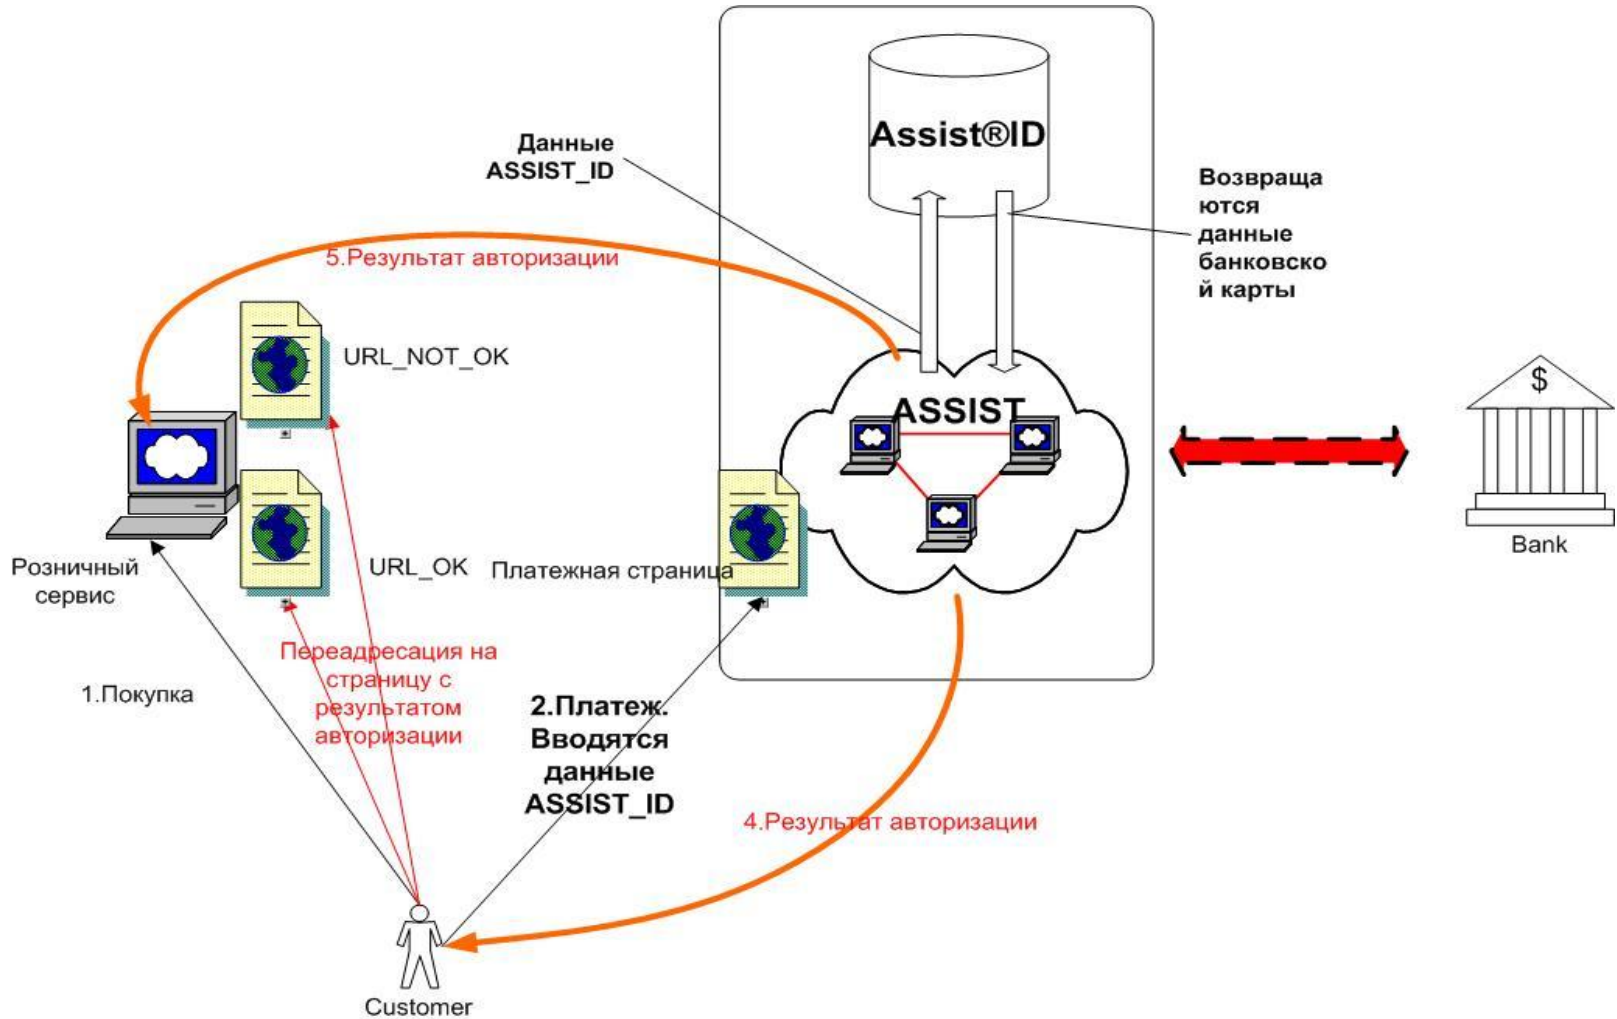 Assist®ID
Данные
ASSIST_ID
Возвраща
ются
данные
банковско
й карты
5.Результат авторизации
URL_NOT_OK
ASSIST
$
Bank
Розничный
сервис
URL_OK
Платежная страница
Переадресация на
страницу с
результатом
авторизации
1.Покупка
2.Платеж.
Вводятся
данные
ASSIST_ID
4.Результат авторизации
Customer